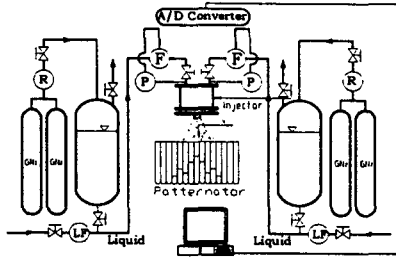 A/D Converter
F
F
R
P
P
R
injector
GN₂
GN₂
GN₂
GN₂
Patternator
LF
Liquid
Liquid
LF